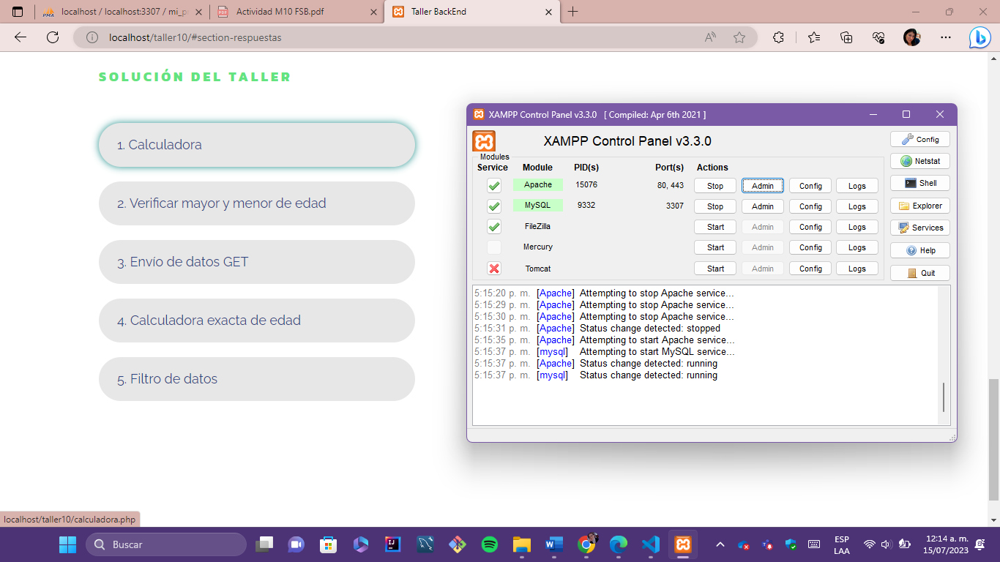 localhost / localhost:3307 / mi_pr
Actividad M10 FSB.pdf
Taller BackEnd
localhost/taller10/#section-respuestas
SOLUCIÓN DEL TALLER
1. Calculadora
2. Verificar mayor y menor de edad
3. Envío de datos GET
4. Calculadora exacta de edad
5. Filtro de datos
XAMPP Control Panel v3.3.0 [ Compiled: Apr 6th 2021 ]
XAMPP Control Panel v3.3.0
Config
Netstat
Shell
Explorer
Services
Help
Quit
Modules
Service Module PID(s) Port(s) Actions
Apache 15076 80, 443 Stop Admin Config Logs
MySQL 9332 3307 Stop Admin Config Logs
FileZilla Start Admin Config Logs
Mercury Start Admin Config Logs
Tomcat Start Admin Config Logs
5:15:20 p. m. [Apache] Attempting to stop Apache service...
5:15:29 p. m. [Apache] Attempting to stop Apache service...
5:15:30 p. m. [Apache] Attempting to stop Apache service...
5:15:31 p. m. [Apache] Status change detected: stopped
5:15:35 p. m. [Apache] Attempting to start Apache service...
5:15:37 p. m. [mysql] Attempting to start MySQL service...
5:15:37 p. m. [Apache] Status change detected: running
5:15:37 p. m. [mysql] Status change detected: running
localhost/taller10/calculadora.php
Buscar
ESP
LAA
12:14 a. m.
15/07/2023